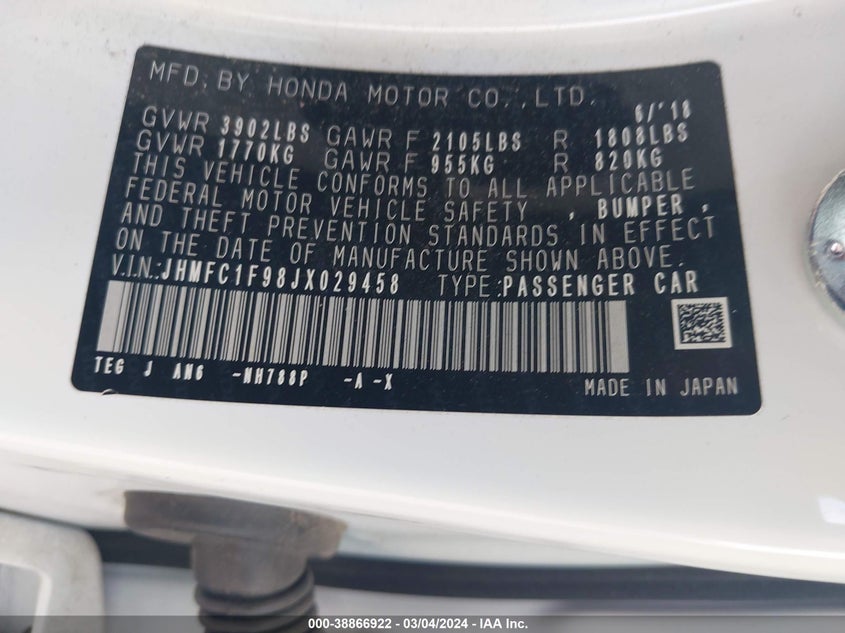 MFD. BY HONDA MOTOR CO., LTD. 6/'18
GVWR 3902LBS GAWR F 2105LBS R 1808LBS
GVWR 1770KG GAWR F 955KG R 820KG
THIS VEHICLE CONFORMS TO ALL APPLICABLE
FEDERAL MOTOR VEHICLE SAFETY , BUMPER ,
AND THEFT PREVENTION STANDARDS IN EFFECT
ON THE DATE OF MANUFACTURE SHOWN ABOVE.
V.I.N.:JHMFC1F98JX029458 TYPE:PASSENGER CAR
TEG J AN6 -NH788P -A -X
MADE IN JAPAN
000-38866922 — 03/04/2024 — IAA Inc.